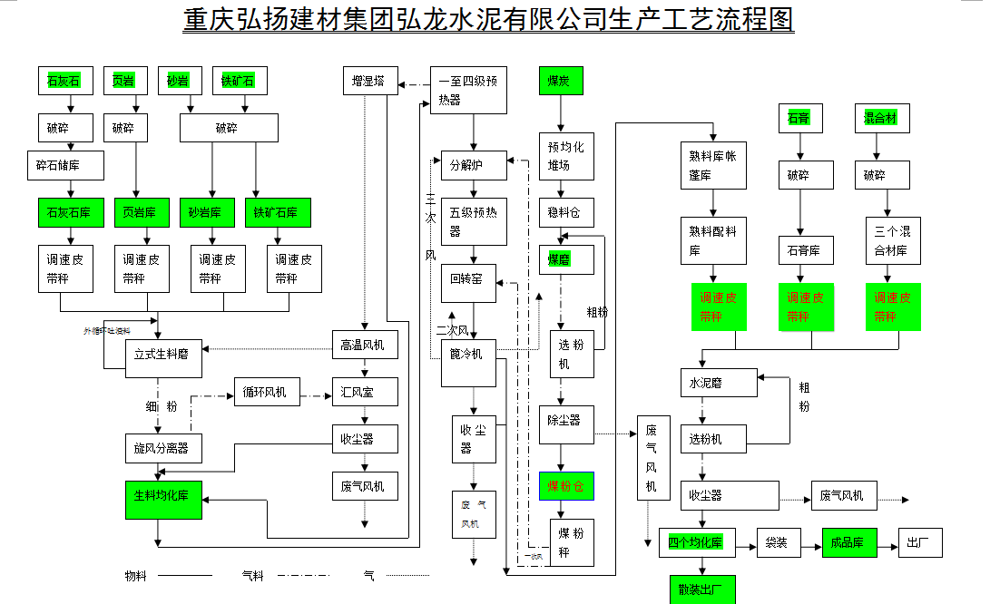 重庆弘扬建材集团弘龙水泥有限公司生产工艺流程图
石灰石
页岩
砂岩
铁矿石
增湿塔
一至四级预
热器
煤炭
石膏
混合材
破碎
破碎
破碎
预均化
堆场
熟料库帐
蓬库
碎石储库
分解炉
破碎
破碎
石灰石库
页岩库
砂岩库
铁矿石库
三
次
风
五级预热
器
稳料仓
熟料配料
库
石膏库
三个混
合材库
调速皮
带秤
调速皮
带秤
调速皮
带秤
调速皮
带秤
煤磨
回转窑
调速皮
带秤
调速皮
带秤
调速皮
带秤
粗粉
外循环吐渣料
二次风
立式生料磨
高温风机
篦冷机
选粉
机
水泥磨
粗
粉
细粉
循环风机
汇风室
收尘
器
除尘器
废
气
风
机
选粉机
旋风分离器
收尘器
生料均化库
废气风机
煤粉仓
收尘器
废气风机
废气
风机
煤粉
秤
一次风
四个均化库
袋装
成品库
出厂
物料
气料
气
散装出厂